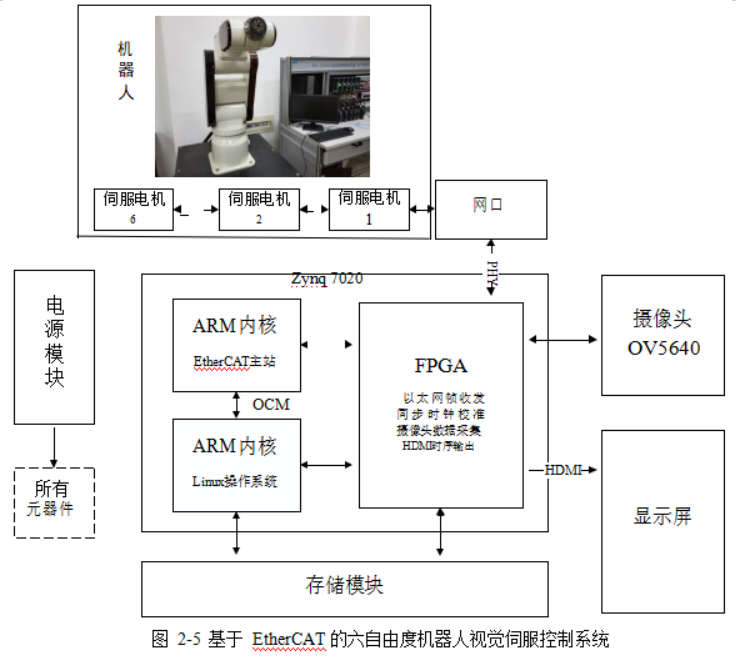 机
器
人
伺服电机
6
伺服电机
2
伺服电机
1
网口
PHY
Zynq 7020
电
源
模
块
所有
元器件
ARM内核
EtherCAT主站
OCM
ARM内核
Linux操作系统
FPGA
以太网帧收发
同步时钟校准
摄像头数据采集
HDMI时序输出
摄像头
OV5640
HDMI
显示屏
存储模块
图 2-5 基于 EtherCAT 的六自由度机器人视觉伺服控制系统